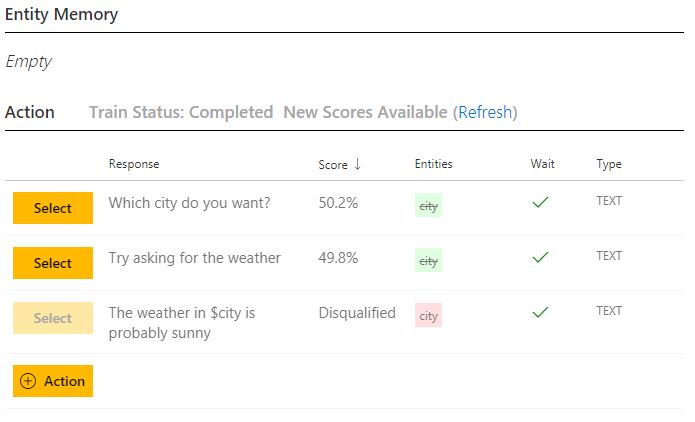 Entity Memory
Empty
Action Train Status: Completed New Scores Available (Refresh)
Response Score ↓ Entities Wait Type
Select Which city do you want? 50.2% city TEXT
Select Try asking for the weather 49.8% city TEXT
Select The weather in $city is Disqualified city TEXT
probably sunny
Action